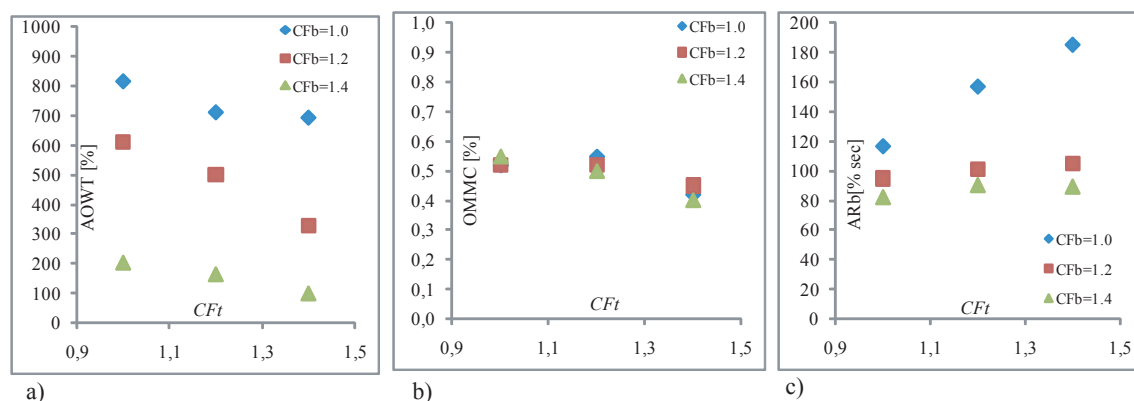 1000
900
800
700
600
500
400
300
200
100
0
AOWT [%]
CFb=1.0
CFb=1.2
CFb=1.4
CFt
0,9 1,1 1,3 1,5
a)
1,0
0,9
0,8
0,7
0,6
0,5
0,4
0,3
0,2
0,1
0,0
OMMC [%]
CFb=1.0
CFb=1.2
CFb=1.4
CFt
0,9 1,1 1,3 1,5
b)
200
180
160
140
120
100
80
60
40
20
0
ARb[% sec]
CFb=1.0
CFb=1.2
CFb=1.4
CFt
0,9 1,1 1,3 1,5
c)